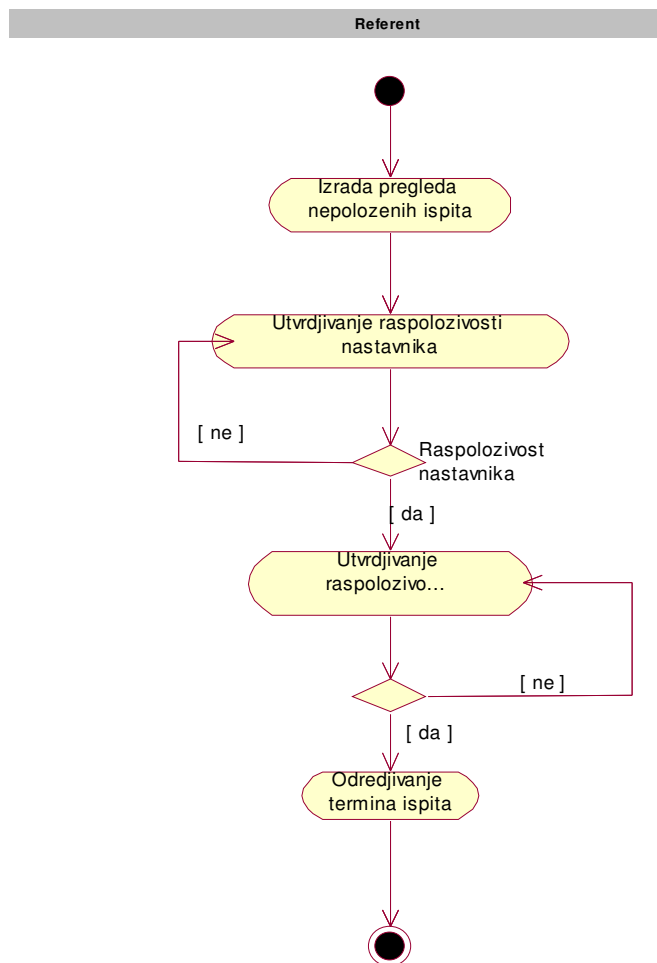 Referent
Izrada pregleda
nepolozenih ispita
Utvrdjivanje raspolozivosti
nastavnika
[ ne ]
Raspolozivost
nastavnika
[ da ]
Utvrdjivanje
raspolozivo...
[ ne ]
[ da ]
Odredjivanje
termina ispita